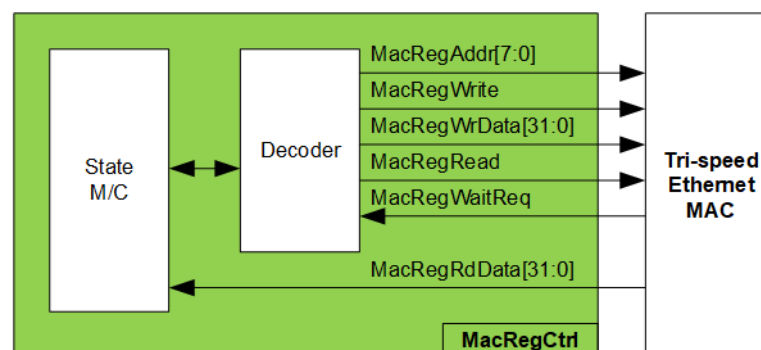 MacRegAddr[7:0]
MacRegWrite
MacRegWrData[31:0]
MacRegRead
MacRegWaitReq
MacRegRdData[31:0]
State
M/C
Decoder
Tri-speed
Ethernet
MAC
MacRegCtrl